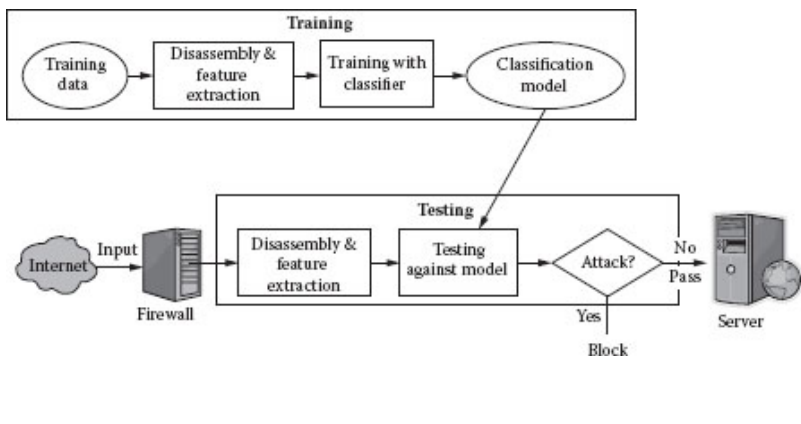 Training
Training
data
Disassembly &
feature
extraction
Training with
classifier
Classification
model
Testing
Internet
Input
Firewall
Disassembly &
feature
extraction
Testing
against model
Attack?
No
Pass
Yes
Block
Server